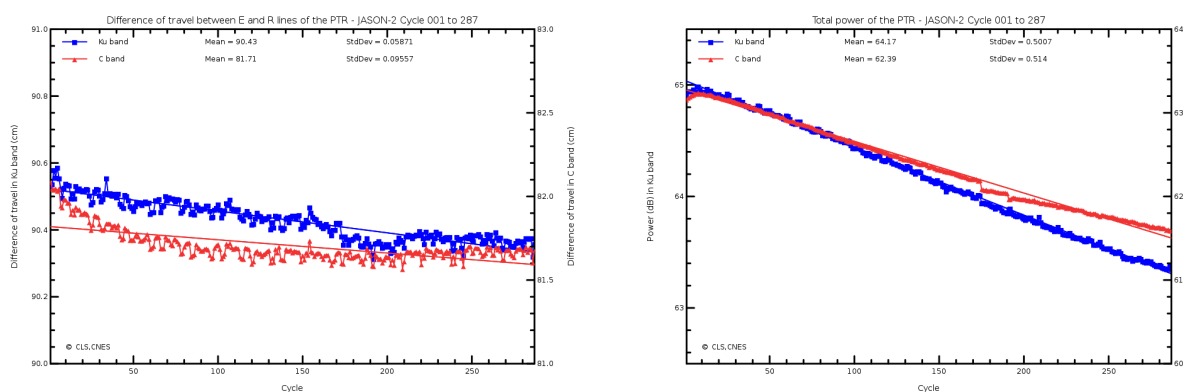 Difference of travel between E and R lines of the PTR - JASON-2 Cycle 001 to 287
91.0
83.0
Ku band Mean = 90.43 StdDev = 0.05871
C band Mean = 81.71 StdDev = 0.09557
90.8
82.5
90.6
82.0
90.4
81.5
90.2
90.0
81.0
Difference of travel in Ku band (cm)
Difference of travel in C band (cm)
© CLS,CNES
50 100 150 200 250
Cycle
Total power of the PTR - JASON-2 Cycle 001 to 287
64
Ku band Mean = 64.17 StdDev = 0.5007
C band Mean = 62.39 StdDev = 0.514
65
63
64
62
61
63
60
Power (dB) in Ku band
© CLS,CNES
50 100 150 200 250
Cycle